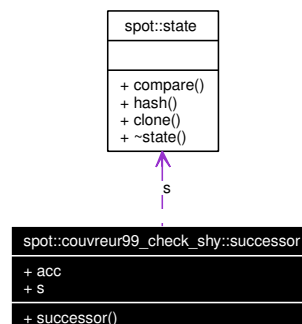 spot::state
+ compare()
+ hash()
+ clone()
+ ~state()
s
spot::couvreur99_check_shy::successor
+ acc
+ s
+ successor()